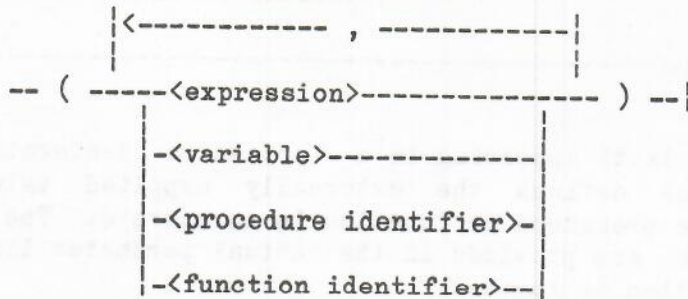 |<------------ , ------------|
-- ( -----<expression>--------------- ) --|
|-<variable>------------|
|-<procedure identifier>-|
|-<function identifier>--|